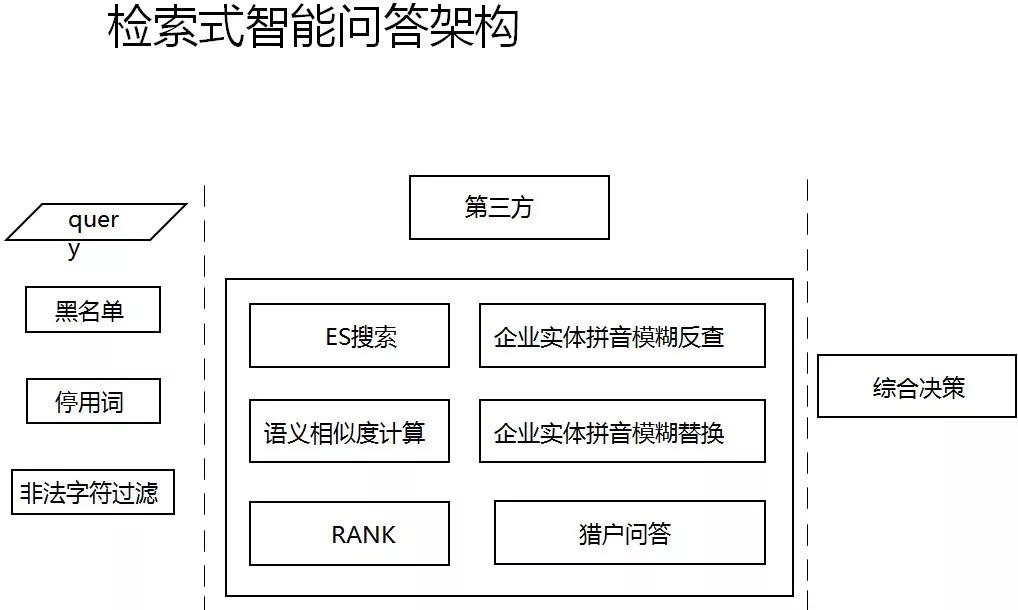 检索式智能问答架构
quer
y
黑名单
停用词
非法字符过滤
第三方
ES搜索
企业实体拼音模糊反查
语义相似度计算
企业实体拼音模糊替换
RANK
猎户问答
综合决策